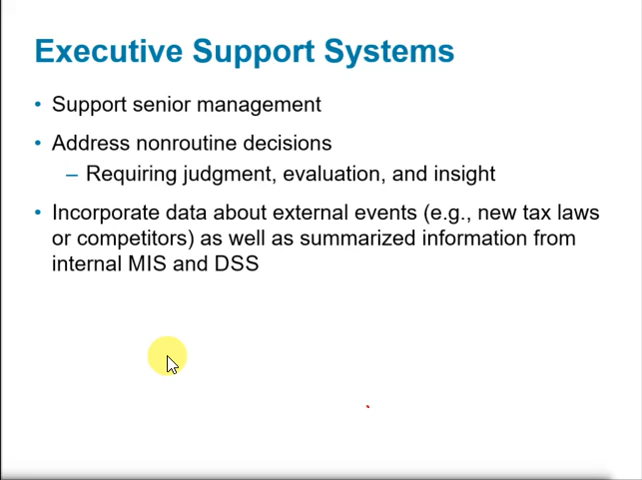 Executive Support Systems
• Support senior management
• Address nonroutine decisions
– Requiring judgment, evaluation, and insight
• Incorporate data about external events (e.g., new tax laws
or competitors) as well as summarized information from
internal MIS and DSS